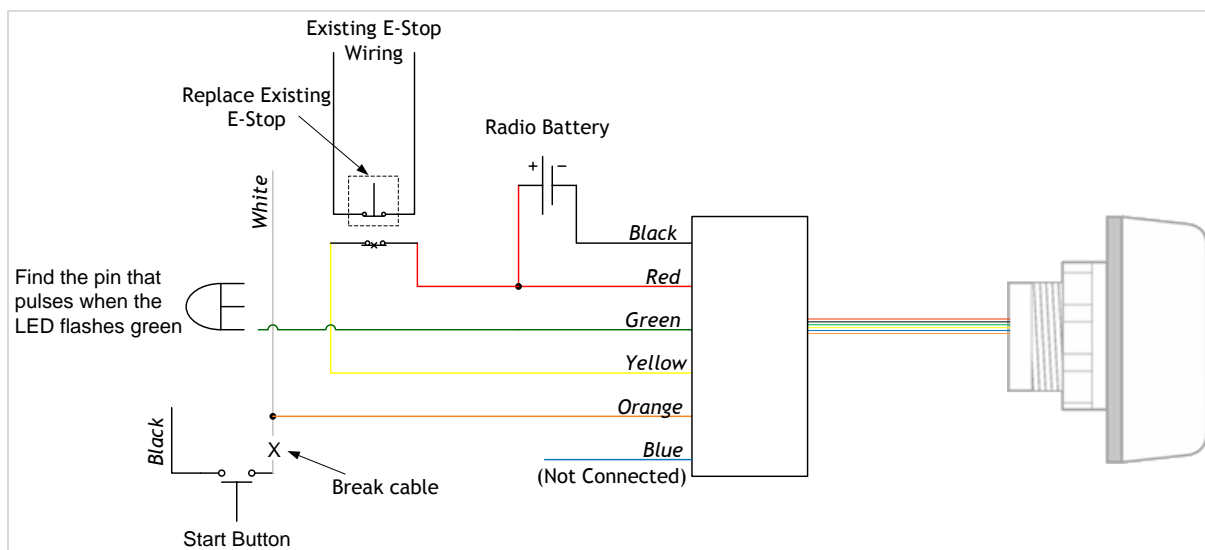 Existing E-Stop
Wiring
Replace Existing
E-Stop
Radio Battery
+ −
White
Black
Red
Find the pin that
pulses when the
LED flashes green
Green
Yellow
Orange
Black
X
Blue
(Not Connected)
Break cable
Start Button